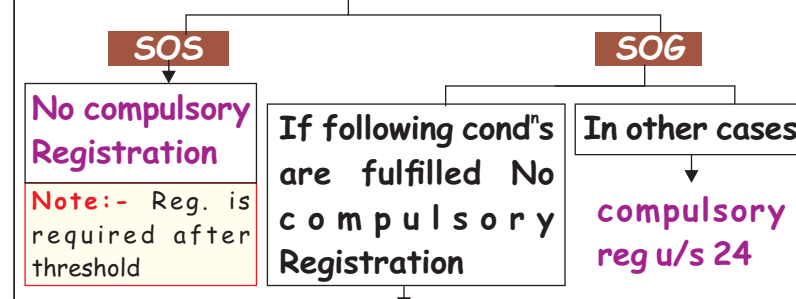 SOS
SOG
No compulsory
Registration
Note:- Reg. is
required after
threshold
If following condⁿs
are fulfilled No
compulsory
Registration
In other cases
compulsory
reg u/s 24